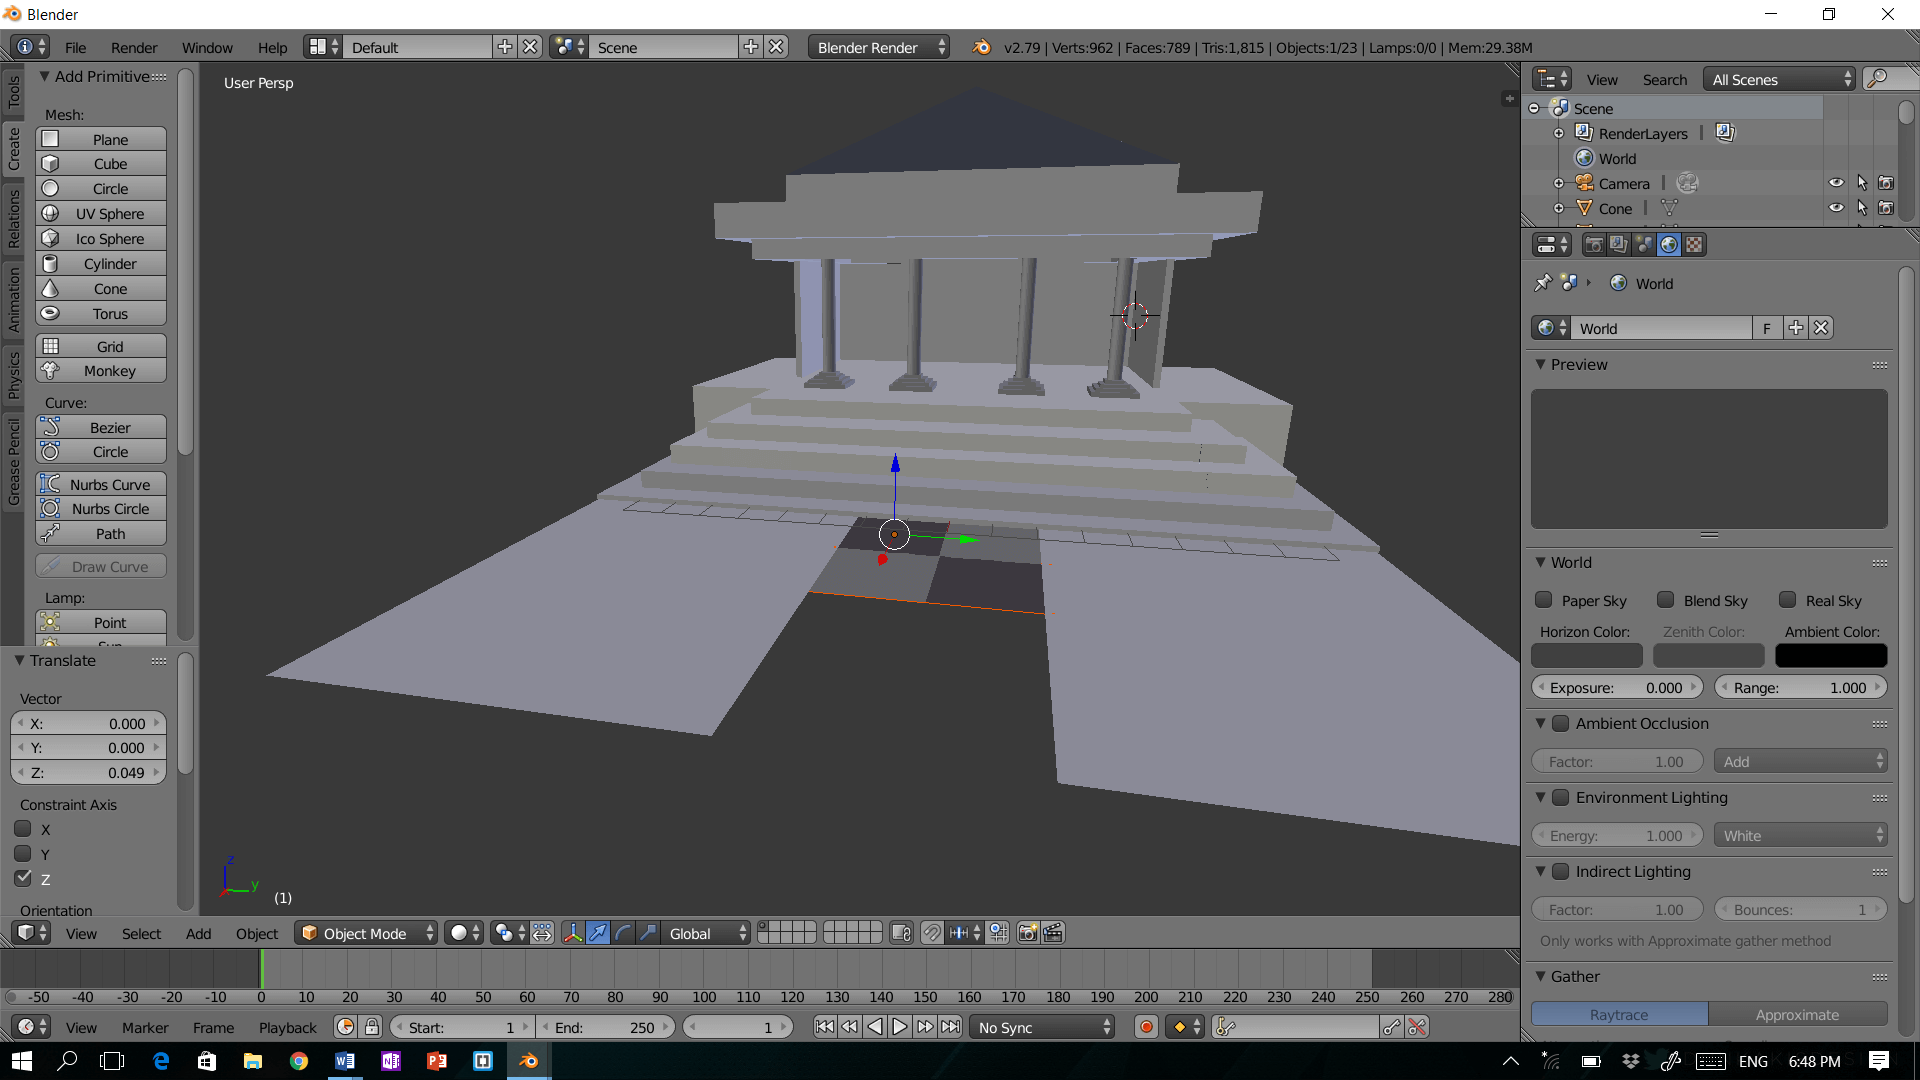 Blender
File Render Window Help Default Scene Blender Render v2.79 | Verts:962 | Faces:789 | Tris:1,815 | Objects:1/23 | Lamps:0/0 | Mem:29.38M
Tools
Create
Relations
Animation
Physics
Grease Pencil
Add Primitive
Mesh:
Plane
Cube
Circle
UV Sphere
Ico Sphere
Cylinder
Cone
Torus
Grid
Monkey
Curve:
Bezier
Circle
Nurbs Curve
Nurbs Circle
Path
Draw Curve
Lamp:
Point
Translate
Vector
X: 0.000
Y: 0.000
Z: 0.049
Constraint Axis
X
Y
Z
Orientation
User Persp
z
y
(1)
View Select Add Object Object Mode Global
-50 -40 -30 -20 -10 0 10 20 30 40 50 60 70 80 90 100 110 120 130 140 150 160 170 180 190 200 210 220 230 240 250 260 270 280
View Marker Frame Playback Start: 1 End: 250 1 No Sync
View Search All Scenes
Scene
RenderLayers |
World
Camera |
Cone |
World
World F
Preview
World
Paper Sky Blend Sky Real Sky
Horizon Color: Zenith Color: Ambient Color:
Exposure: 0.000 Range: 1.000
Ambient Occlusion
Factor: 1.00 Add
Environment Lighting
Energy: 1.000 White
Indirect Lighting
Factor: 1.00 Bounces: 1
Only works with Approximate gather method
Gather
Raytrace Approximate
ENG 6:48 PM